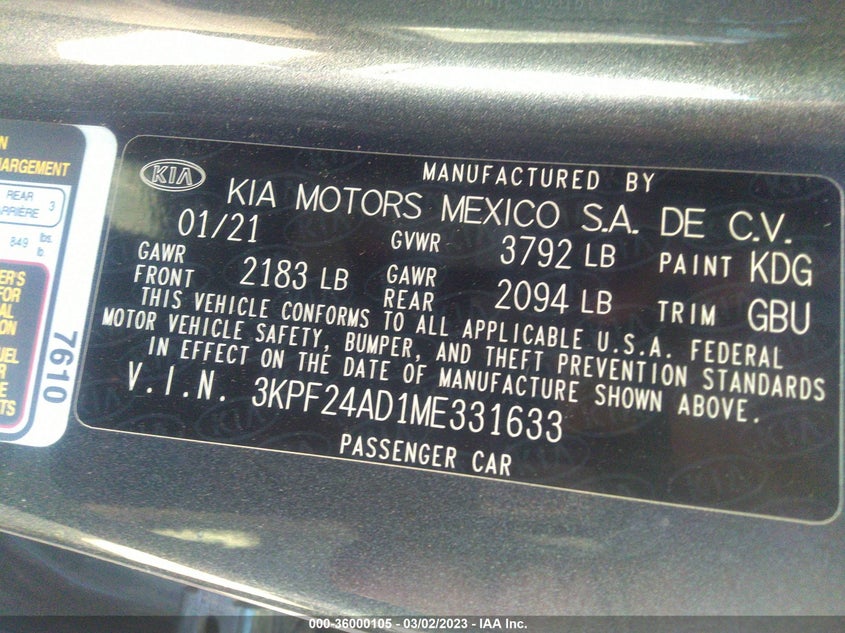 MANUFACTURED BY
KIA KIA MOTORS MEXICO S.A. DE C.V.
01/21 GVWR 3792 LB PAINT KDG
GAWR FRONT 2183 LB GAWR REAR 2094 LB TRIM GBU
THIS VEHICLE CONFORMS TO ALL APPLICABLE U.S.A. FEDERAL
MOTOR VEHICLE SAFETY, BUMPER, AND THEFT PREVENTION STANDARDS
IN EFFECT ON THE DATE OF MANUFACTURE SHOWN ABOVE.
V.I.N. 3KPF24AD1ME331633
PASSENGER CAR
REAR 3
849 lbs.
7610
000-36000105 - 03/02/2023 - IAA Inc.